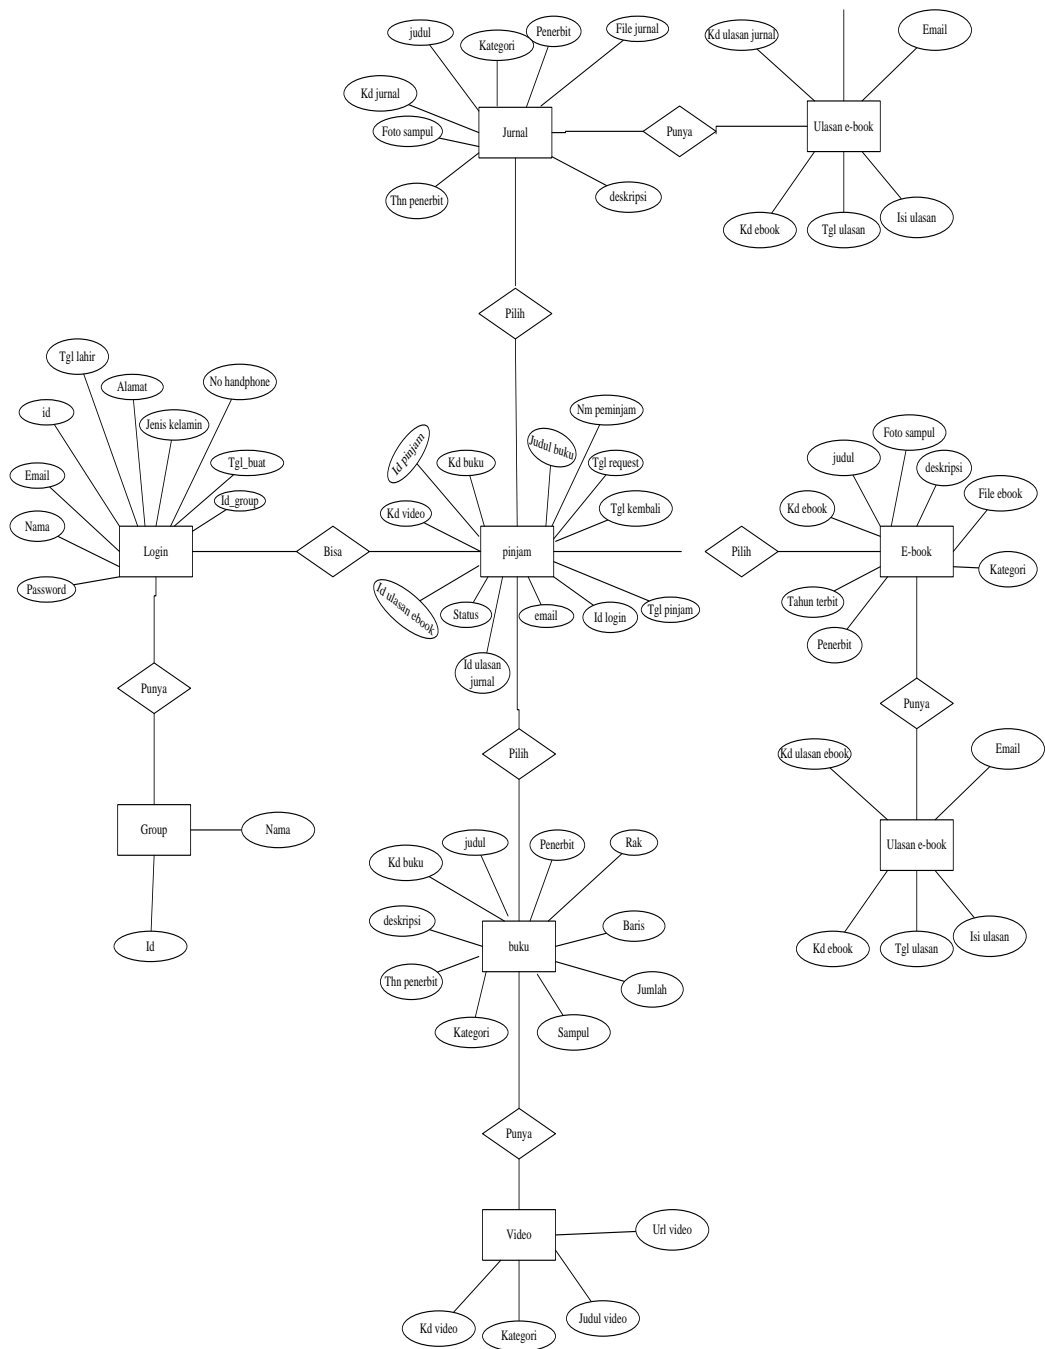 judul
Kategori
Penerbit
File jurnal
Kd jurnal
Foto sampul
Thn penerbit
Jurnal
deskripsi
Punya
Kd ulasan jurnal
Email
Ulasan e-book
Kd ebook
Tgl ulasan
Isi ulasan
Pilih
Tgl lahir
Alamat
No handphone
id
Jenis kelamin
Email
Tgl_buat
Id_group
Nama
Login
Password
Bisa
Id pinjam
Kd buku
Judul buku
Nm peminjam
Tgl request
Kd video
Tgl kembali
pinjam
Id ulasan ebook
Status
Id ulasan
jurnal
email
Id login
Tgl pinjam
Pilih
Foto sampul
judul
deskripsi
Kd ebook
File ebook
E-book
Kategori
Tahun terbit
Penerbit
Punya
Punya
Pilih
Kd ulasan ebook
Email
Ulasan e-book
Kd ebook
Tgl ulasan
Isi ulasan
Group
Nama
Id
judul
Penerbit
Rak
Kd buku
deskripsi
Baris
buku
Thn penerbit
Jumlah
Kategori
Sampul
Punya
Video
Url video
Kd video
Kategori
Judul video